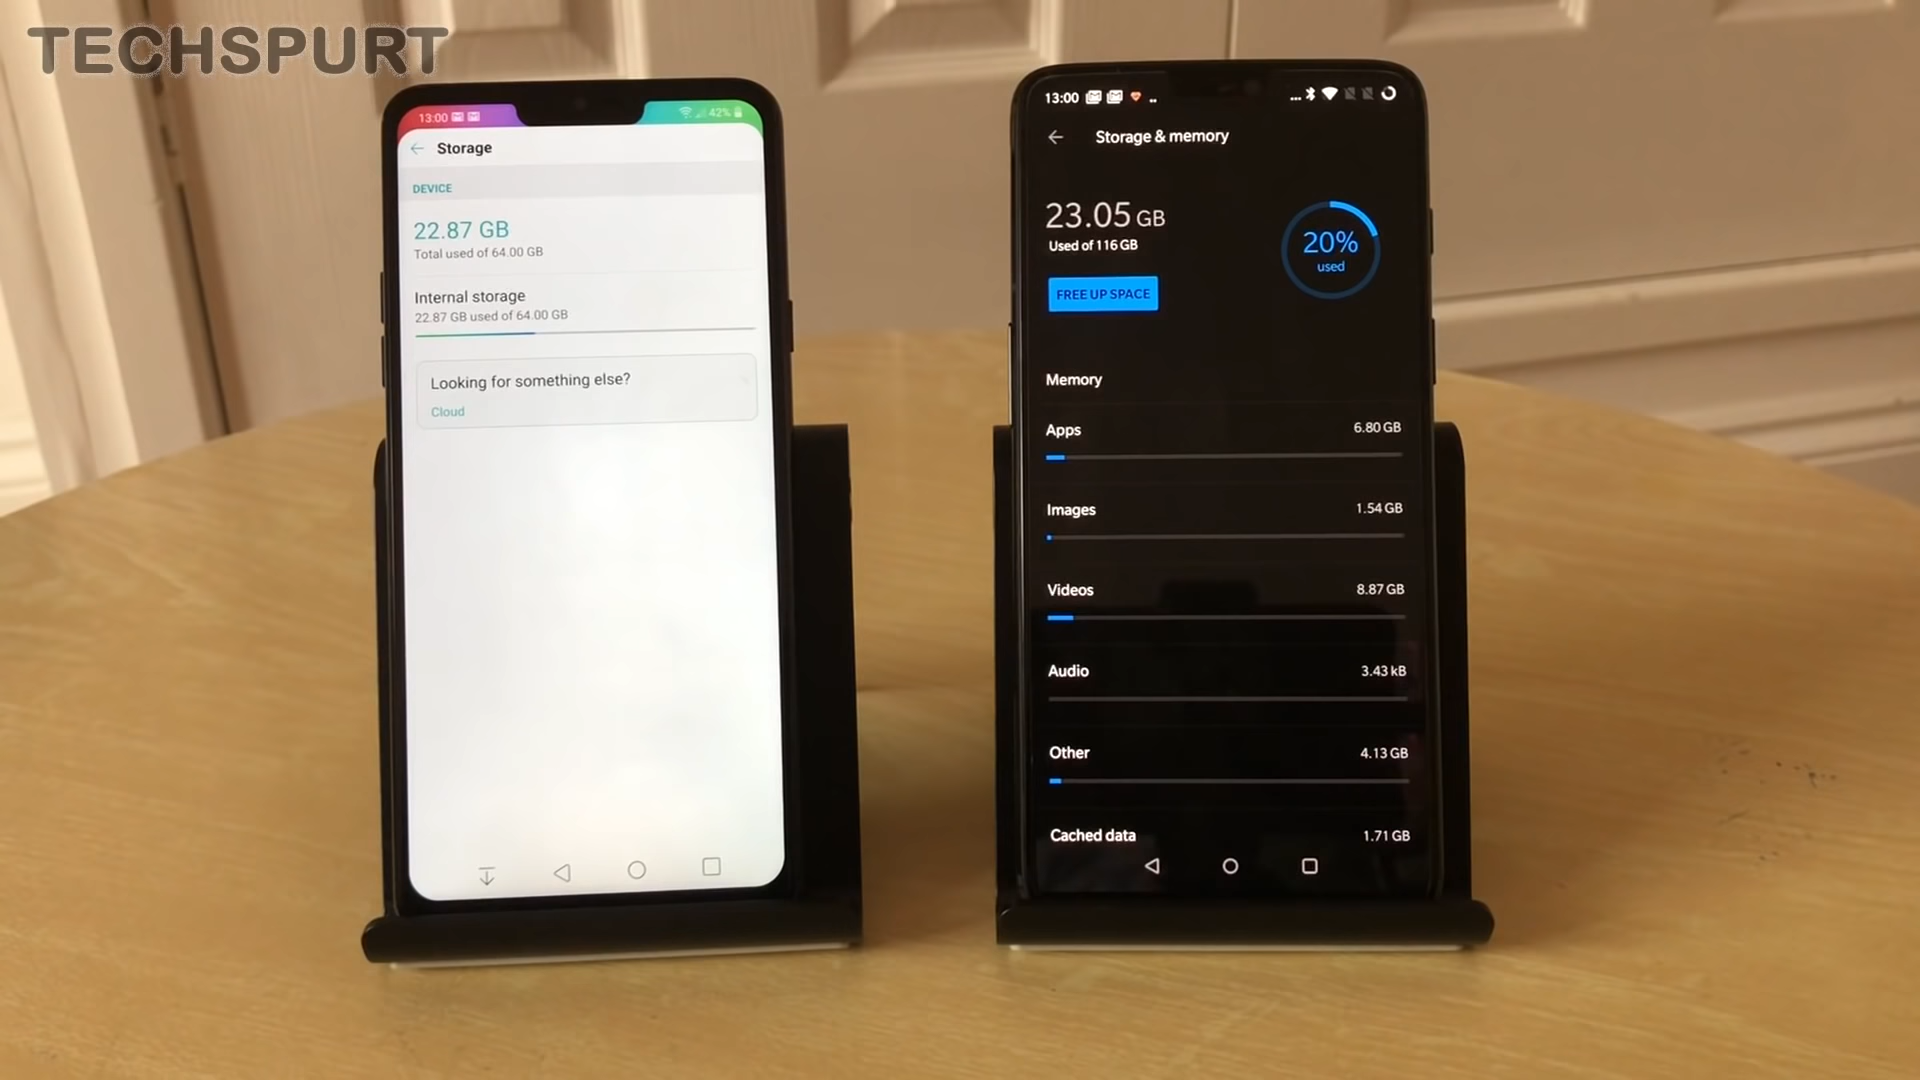 TECHSPURT
13:00
42%
Storage
DEVICE
22.87 GB
Total used of 64.00 GB
Internal storage
22.87 GB used of 64.00 GB
Looking for something else?
Cloud
13:00
Storage & memory
23.05 GB
Used of 116 GB
20%
used
FREE UP SPACE
Memory
Apps 6.80 GB
Images 1.54 GB
Videos 8.87 GB
Audio 3.43 kB
Other 4.13 GB
Cached data 1.71 GB